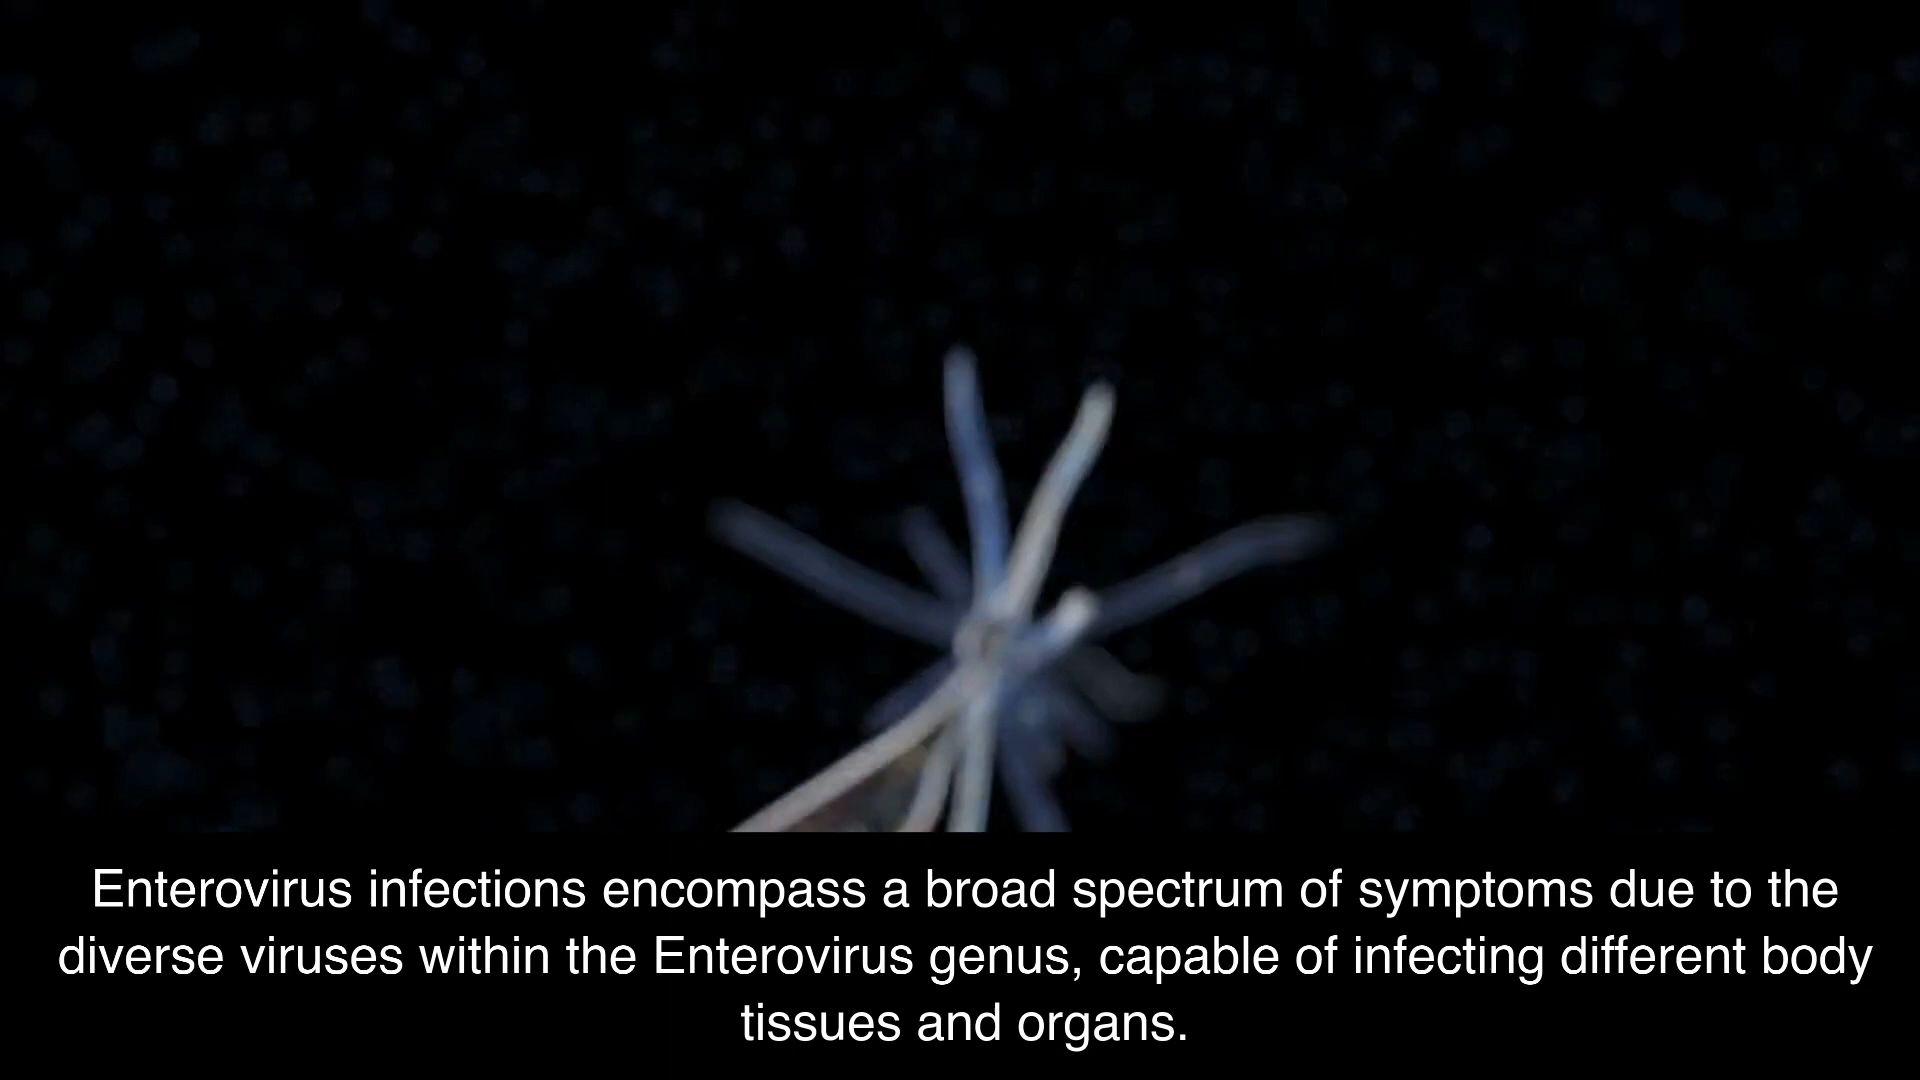 Enterovirus infections encompass a broad spectrum of symptoms due to the
diverse viruses within the Enterovirus genus, capable of infecting different body
tissues and organs.